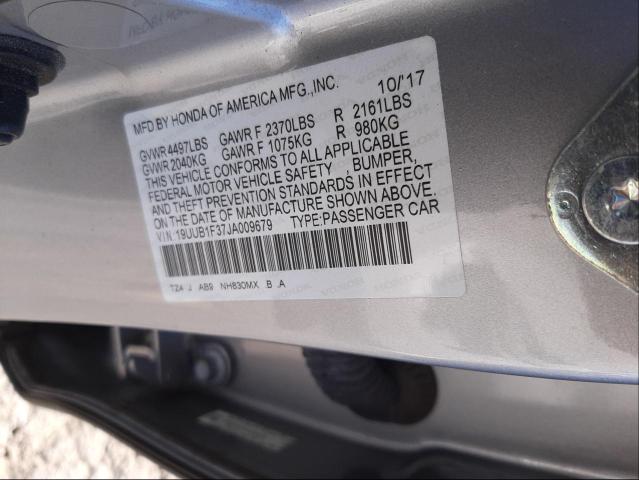 MFD.BY HONDA OF AMERICA MFG.,INC. 10/'17
GVWR 4497LBS GAWR F 2370LBS R 2161LBS
GVWR 2040KG GAWR F 1075KG R 980KG
THIS VEHICLE CONFORMS TO ALL APPLICABLE
FEDERAL MOTOR VEHICLE SAFETY , BUMPER,
AND THEFT PREVENTION STANDARDS IN EFFECT
ON THE DATE OF MANUFACTURE SHOWN ABOVE.
V.I.N. 19UUB1F37JA009679 TYPE:PASSENGER CAR
TZ4 J AB9 NH830MX .B .A